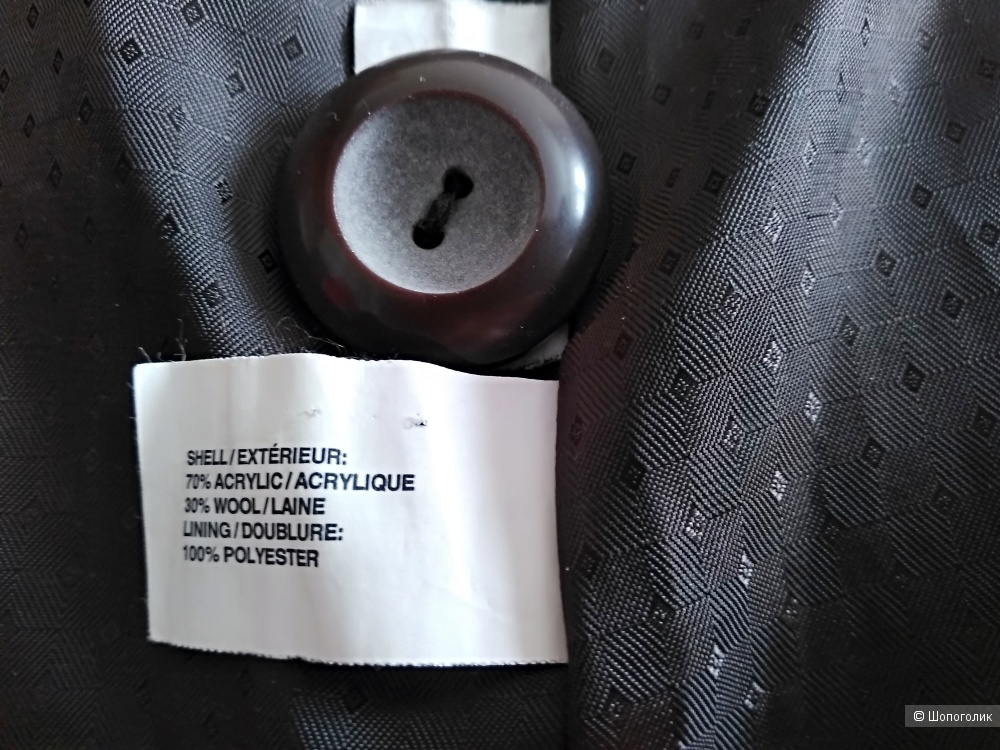 SHELL/EXTÉRIEUR:
70% ACRYLIC/ACRYLIQUE
30% WOOL/LAINE
LINING/DOUBLURE:
100% POLYESTER
© Шопоголик